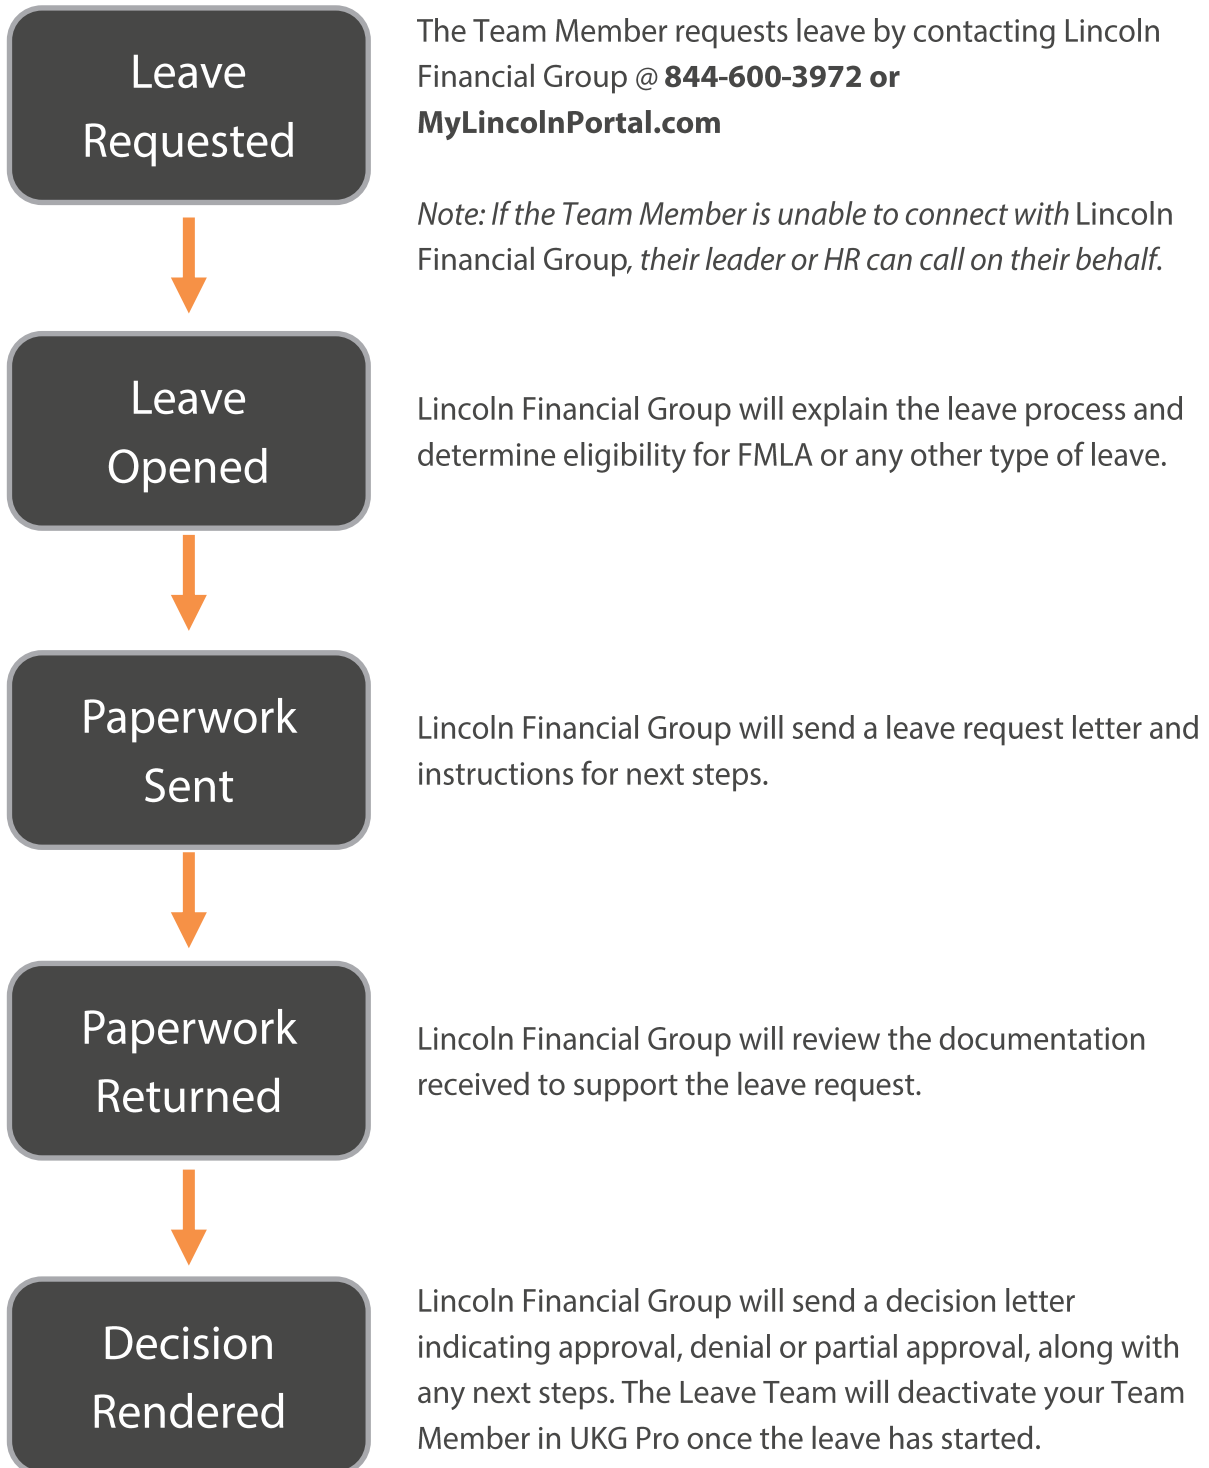 Leave
Requested
The Team Member requests leave by contacting Lincoln
Financial Group @ 844-600-3972 or
MyLincolnPortal.com
Note: If the Team Member is unable to connect with Lincoln
Financial Group, their leader or HR can call on their behalf.
Leave
Opened
Lincoln Financial Group will explain the leave process and
determine eligibility for FMLA or any other type of leave.
Paperwork
Sent
Lincoln Financial Group will send a leave request letter and
instructions for next steps.
Paperwork
Returned
Lincoln Financial Group will review the documentation
received to support the leave request.
Decision
Rendered
Lincoln Financial Group will send a decision letter
indicating approval, denial or partial approval, along with
any next steps. The Leave Team will deactivate your Team
Member in UKG Pro once the leave has started.